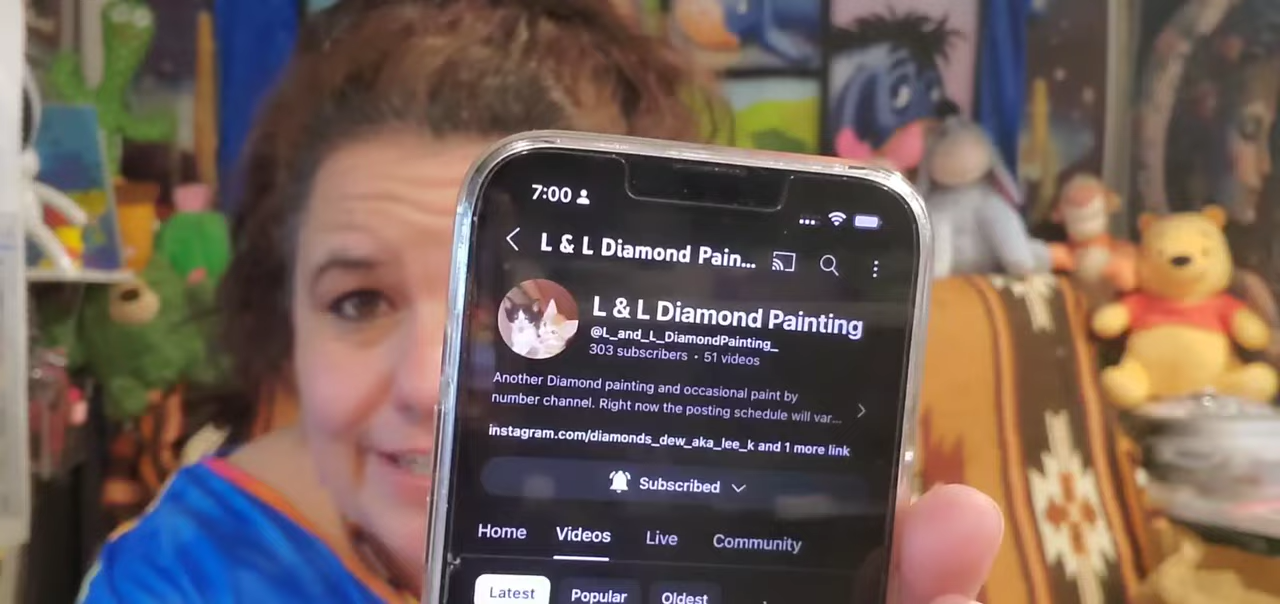 7:00
L & L Diamond Pain...
L & L Diamond Painting
@L_and_L_DiamondPainting_
303 subscribers • 51 videos
Another Diamond painting and occasional paint by
number channel. Right now the posting schedule will var...
instagram.com/diamonds_dew_aka_lee_k and 1 more link
Subscribed
Home Videos Live Community
Latest Popular Oldest